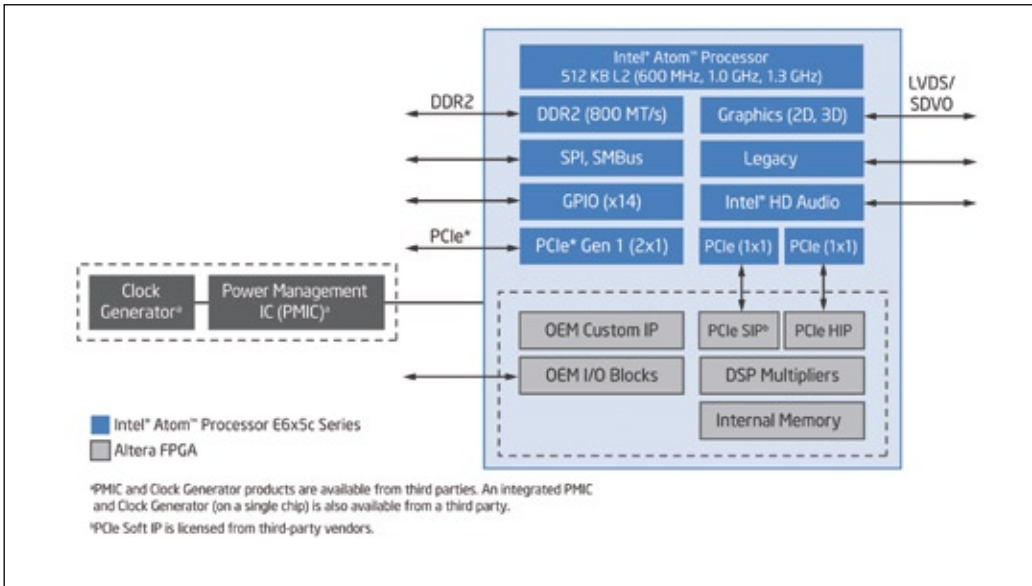 Intel® Atom™ Processor
512 KB L2 (600 MHz, 1.0 GHz, 1.3 GHz)
DDR2
DDR2 (800 MT/s)
Graphics (2D, 3D)
LVDS/
SDVO
SPI, SMBus
Legacy
GPIO (x14)
Intel® HD Audio
PCIe*
PCIe* Gen 1 (2x1)
PCIe (1x1)
PCIe (1x1)
Clock
Generatorᵃ
Power Management
IC (PMIC)ᵃ
OEM Custom IP
PCIe SIPᵇ
PCIe HIP
OEM I/O Blocks
DSP Multipliers
Internal Memory
Intel® Atom™ Processor E6x5c Series
Altera FPGA
ᵃPMIC and Clock Generator products are available from third parties. An integrated PMIC
and Clock Generator (on a single chip) is also available from a third party.
ᵇPCIe Soft IP is licensed from third-party vendors.